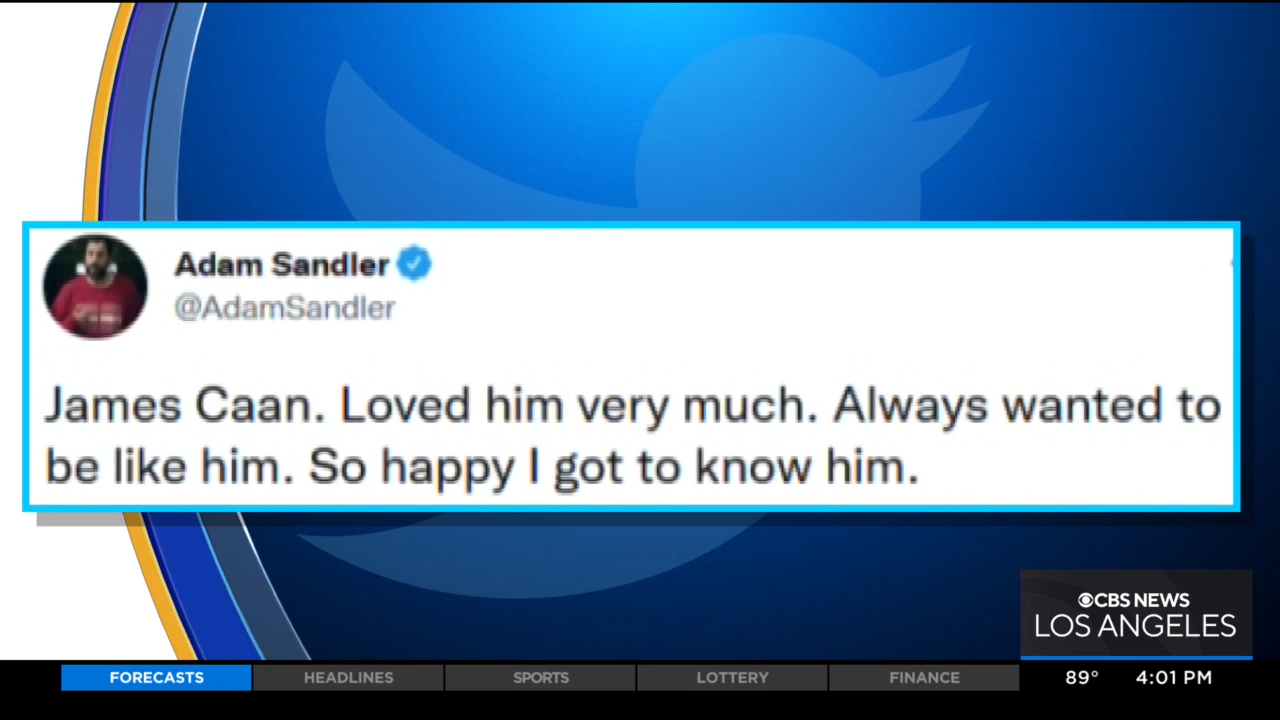 Adam Sandler
@AdamSandler
James Caan. Loved him very much. Always wanted to
be like him. So happy I got to know him.
CBS NEWS
LOS ANGELES
FORECASTS HEADLINES SPORTS LOTTERY FINANCE 89° 4:01 PM